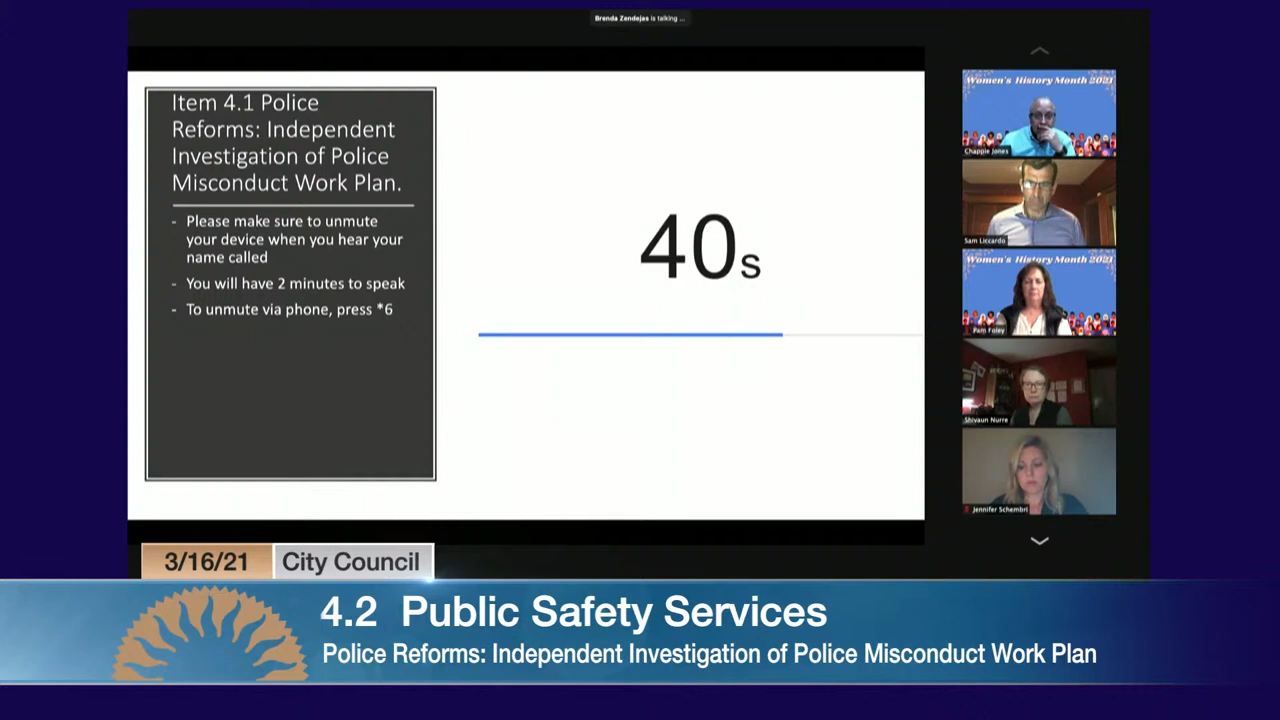 Brenda Zendejas is talking ...
Item 4.1 Police
Reforms: Independent
Investigation of Police
Misconduct Work Plan.
- Please make sure to unmute
your device when you hear your
name called
- You will have 2 minutes to speak
- To unmute via phone, press *6
40s
Women's History Month 2021
Chappie Jones
Sam Liccardo
Women's History Month 2021
Pam Foley
Shivaun Nurre
Jennifer Schembri
3/16/21
City Council
4.2 Public Safety Services
Police Reforms: Independent Investigation of Police Misconduct Work Plan